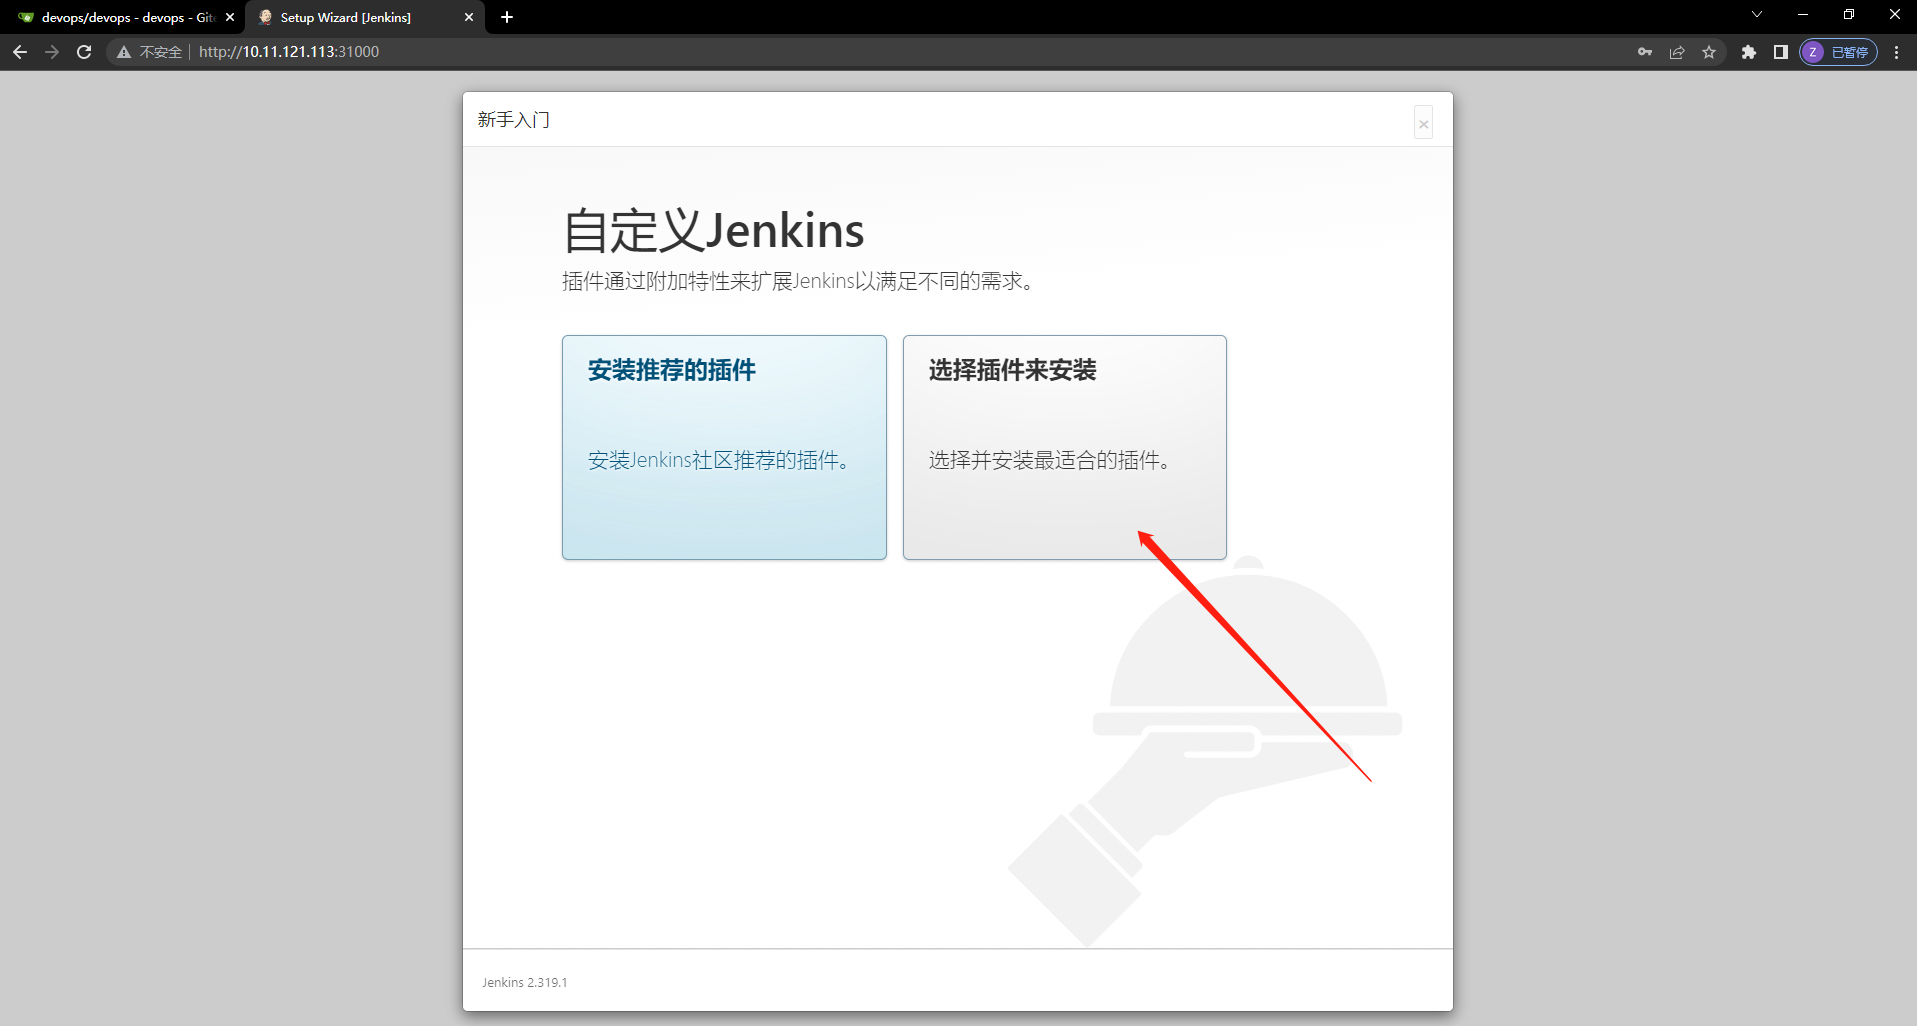 devops/devops - devops - Gite
Setup Wizard [Jenkins]
不安全
http://10.11.121.113:31000
Z
已暂停
新手入门
自定义Jenkins
插件通过附加特性来扩展Jenkins以满足不同的需求。
安装推荐的插件
安装Jenkins社区推荐的插件。
选择插件来安装
选择并安装最适合的插件。
Jenkins 2.319.1